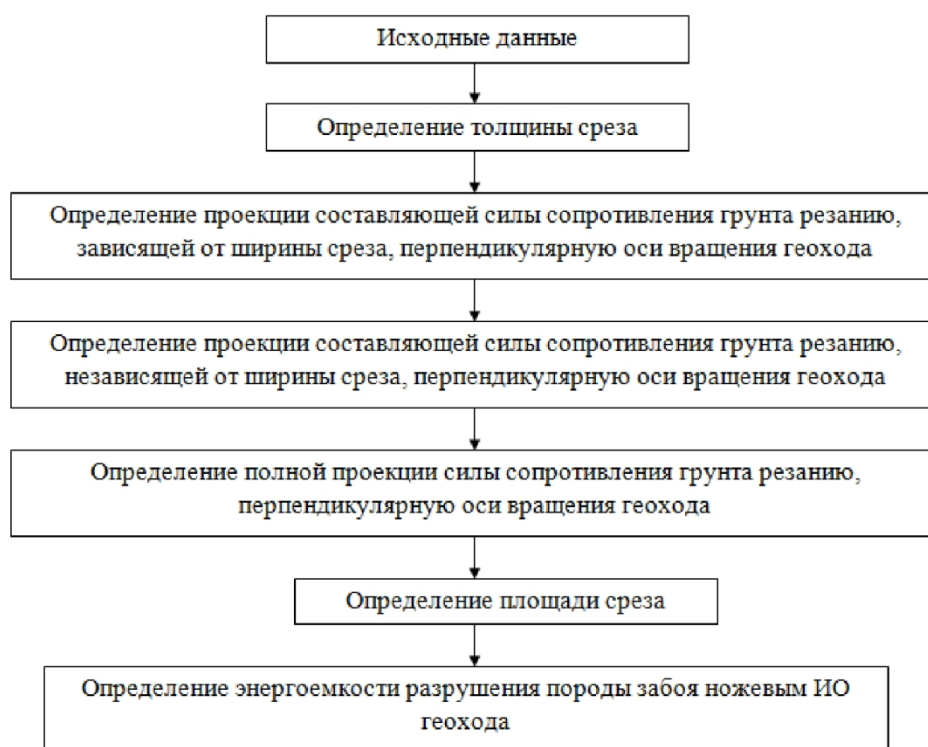 Исходные данные
Определение толщины среза
Определение проекции составляющей силы сопротивления грунта резанию,
зависящей от ширины среза, перпендикулярную оси вращения геохода
Определение проекции составляющей силы сопротивления грунта резанию,
независящей от ширины среза, перпендикулярную оси вращения геохода
Определение полной проекции силы сопротивления грунта резанию,
перпендикулярную оси вращения геохода
Определение площади среза
Определение энергоемкости разрушения породы забоя ножевым ИО
геохода